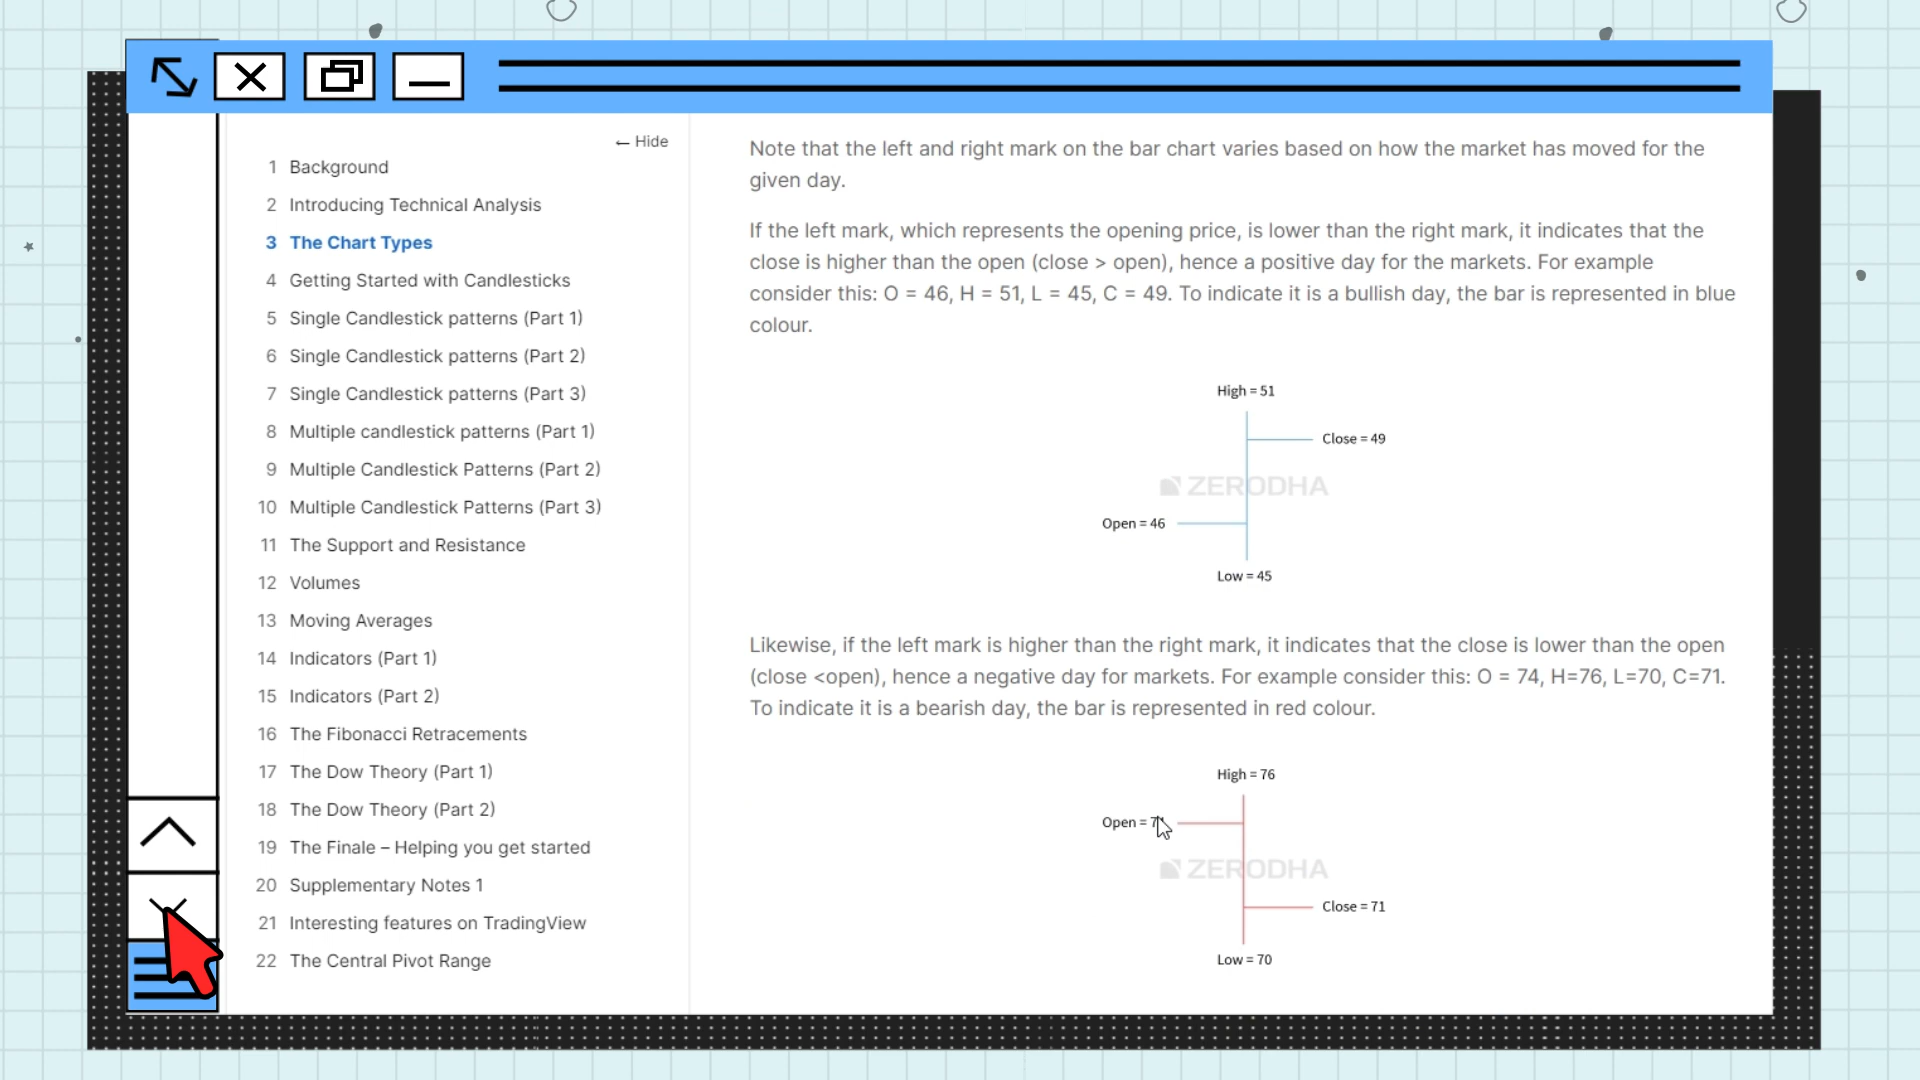 ← Hide
1 Background
2 Introducing Technical Analysis
3 The Chart Types
4 Getting Started with Candlesticks
5 Single Candlestick patterns (Part 1)
6 Single Candlestick patterns (Part 2)
7 Single Candlestick patterns (Part 3)
8 Multiple candlestick patterns (Part 1)
9 Multiple Candlestick Patterns (Part 2)
10 Multiple Candlestick Patterns (Part 3)
11 The Support and Resistance
12 Volumes
13 Moving Averages
14 Indicators (Part 1)
15 Indicators (Part 2)
16 The Fibonacci Retracements
17 The Dow Theory (Part 1)
18 The Dow Theory (Part 2)
19 The Finale – Helping you get started
20 Supplementary Notes 1
21 Interesting features on TradingView
22 The Central Pivot Range
Note that the left and right mark on the bar chart varies based on how the market has moved for the
given day.
If the left mark, which represents the opening price, is lower than the right mark, it indicates that the
close is higher than the open (close > open), hence a positive day for the markets. For example
consider this: O = 46, H = 51, L = 45, C = 49. To indicate it is a bullish day, the bar is represented in blue
colour.
High = 51
Close = 49
ZERODHA
Open = 46
Low = 45
Likewise, if the left mark is higher than the right mark, it indicates that the close is lower than the open
(close <open), hence a negative day for markets. For example consider this: O = 74, H=76, L=70, C=71.
To indicate it is a bearish day, the bar is represented in red colour.
High = 76
Open =
ZERODHA
Close = 71
Low = 70